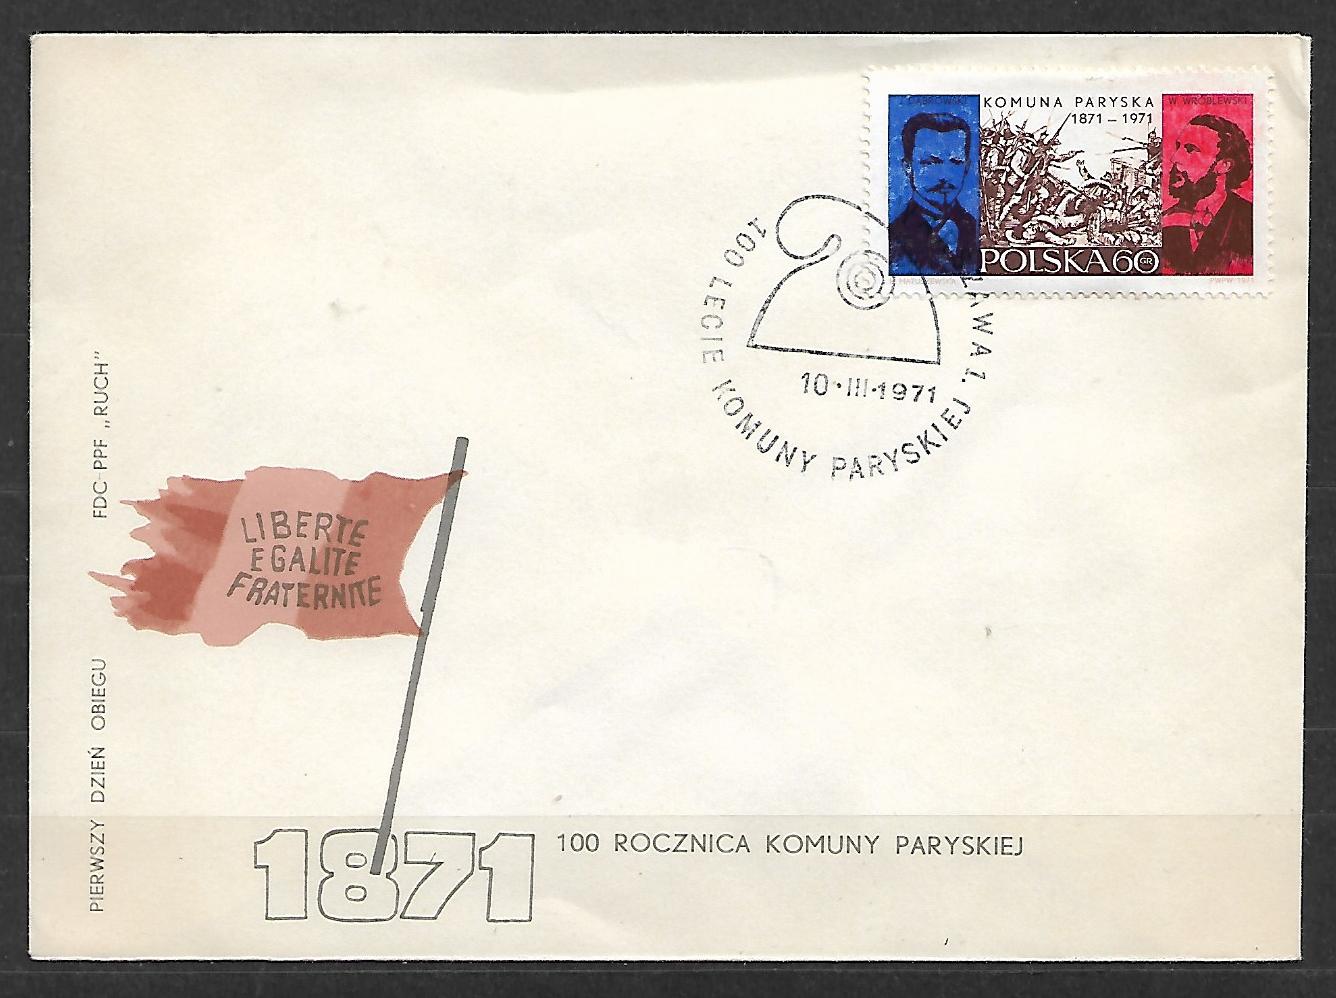 J. DĄBROWSKI
KOMUNA PARYSKA
1871 – 1971
W. WRÓBLEWSKI
POLSKA 60 GR
PWPW 1971
100 LECIE KOMUNY PARYSKIEJ
10·III·1971
FDC-PPF „RUCH”
PIERWSZY DZIEŃ OBIEGU
LIBERTE
EGALITE
FRATERNITE
1871
100 ROCZNICA KOMUNY PARYSKIEJ